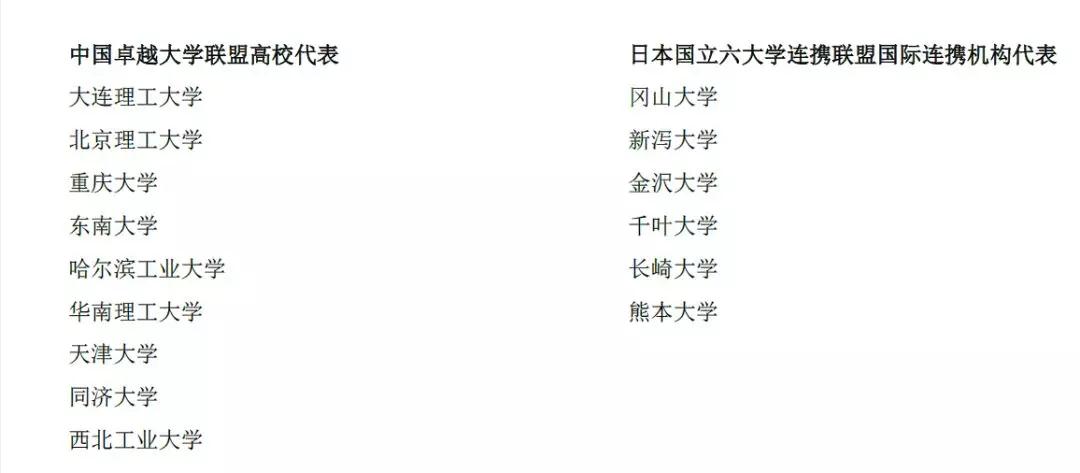 中国卓越大学联盟高校代表
大连理工大学
北京理工大学
重庆大学
东南大学
哈尔滨工业大学
华南理工大学
天津大学
同济大学
西北工业大学
日本国立六大学连携联盟国际连携机构代表
冈山大学
新泻大学
金沢大学
千叶大学
长崎大学
熊本大学